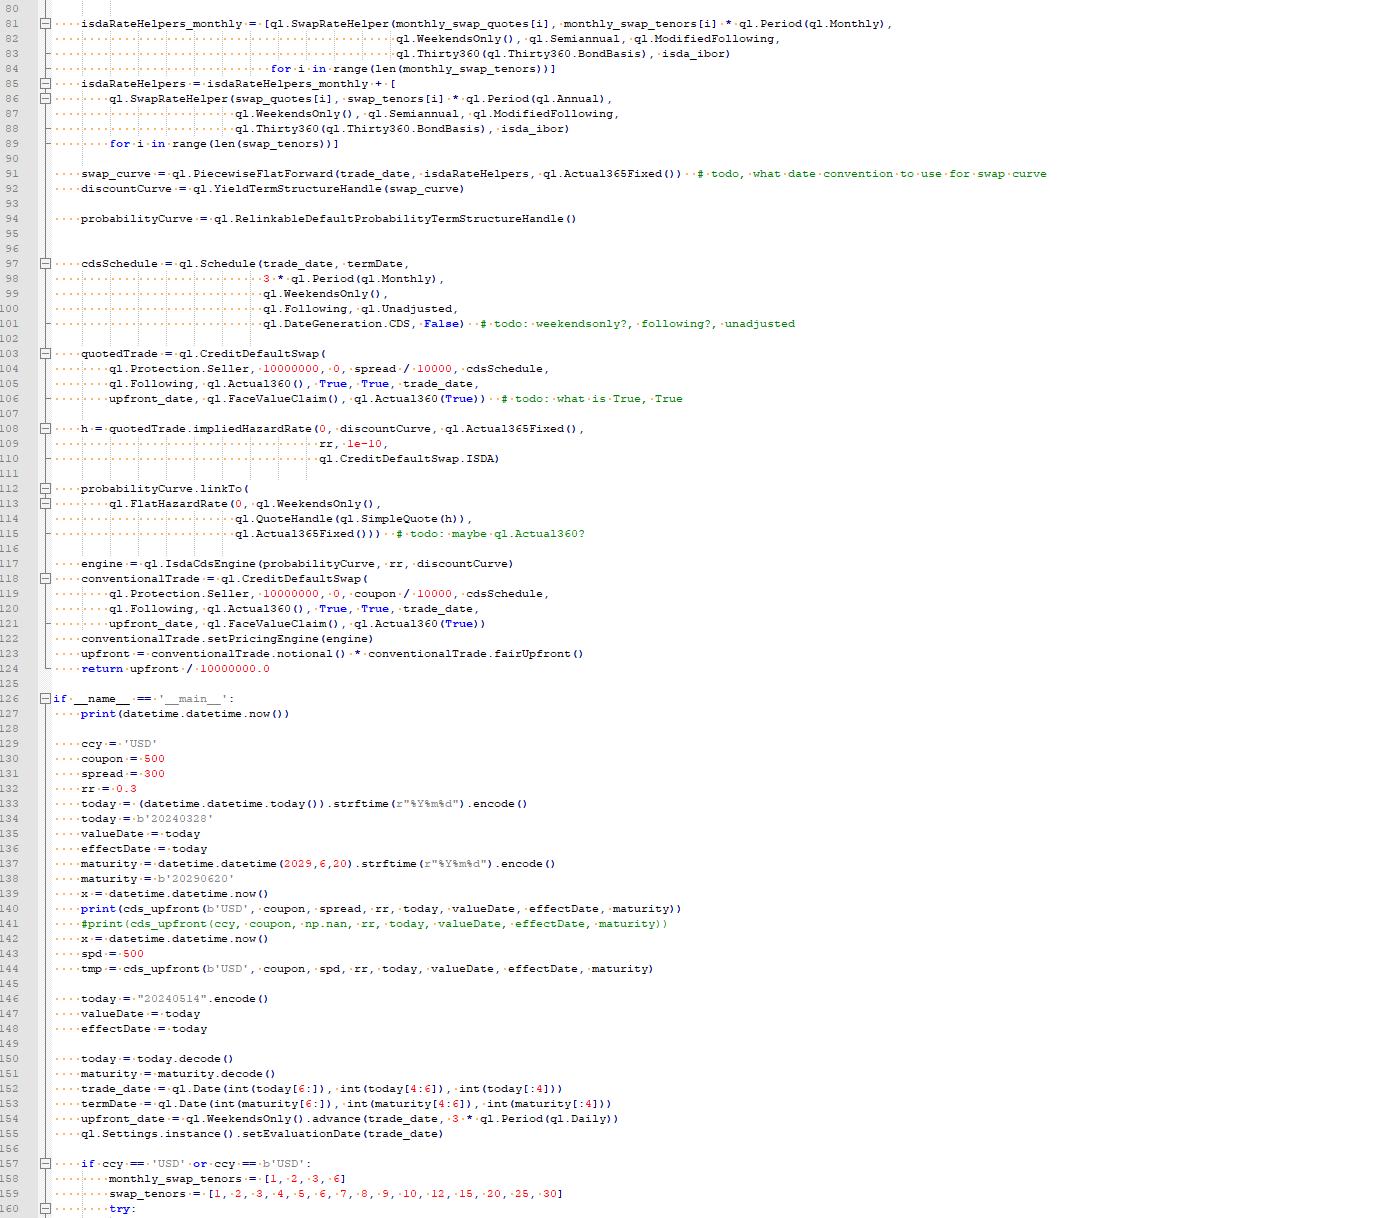 80
81 isdaRateHelpers_monthly = [ql.SwapRateHelper(monthly_swap_quotes[i], monthly_swap_tenors[i] * ql.Period(ql.Monthly),
82 ql.WeekendsOnly(), ql.Semiannual, ql.ModifiedFollowing,
83 ql.Thirty360(ql.Thirty360.BondBasis), isda_ibor)
84 for i in range(len(monthly_swap_tenors))]
85 isdaRateHelpers = isdaRateHelpers_monthly + [
86 ql.SwapRateHelper(swap_quotes[i], swap_tenors[i] * ql.Period(ql.Annual),
87 ql.WeekendsOnly(), ql.Semiannual, ql.ModifiedFollowing,
88 ql.Thirty360(ql.Thirty360.BondBasis), isda_ibor)
89 for i in range(len(swap_tenors))]
90
91 swap_curve = ql.PiecewiseFlatForward(trade_date, isdaRateHelpers, ql.Actual365Fixed()) # todo, what date convention to use for swap curve
92 discountCurve = ql.YieldTermStructureHandle(swap_curve)
93
94 probabilityCurve = ql.RelinkableDefaultProbabilityTermStructureHandle()
95
96
97 cdsSchedule = ql.Schedule(trade_date, termDate,
98 3 * ql.Period(ql.Monthly),
99 ql.WeekendsOnly(),
100 ql.Following, ql.Unadjusted,
101 ql.DateGeneration.CDS, False) # todo: weekendsonly?, following?, unadjusted
102
103 quotedTrade = ql.CreditDefaultSwap(
104 ql.Protection.Seller, 10000000, 0, spread / 10000, cdsSchedule,
105 ql.Following, ql.Actual360(), True, True, trade_date,
106 upfront_date, ql.FaceValueClaim(), ql.Actual360(True)) # todo: what is True, True
107
108 h = quotedTrade.impliedHazardRate(0, discountCurve, ql.Actual365Fixed(),
109 rr, 1e-10,
110 ql.CreditDefaultSwap.ISDA)
111
112 probabilityCurve.linkTo(
113 ql.FlatHazardRate(0, ql.WeekendsOnly(),
114 ql.QuoteHandle(ql.SimpleQuote(h)),
115 ql.Actual365Fixed())) # todo: maybe ql.Actual360?
116
117 engine = ql.IsdaCdsEngine(probabilityCurve, rr, discountCurve)
118 conventionalTrade = ql.CreditDefaultSwap(
119 ql.Protection.Seller, 10000000, 0, coupon / 10000, cdsSchedule,
120 ql.Following, ql.Actual360(), True, True, trade_date,
121 upfront_date, ql.FaceValueClaim(), ql.Actual360(True))
122 conventionalTrade.setPricingEngine(engine)
123 upfront = conventionalTrade.notional() * conventionalTrade.fairUpfront()
124 return upfront / 10000000.0
125
126 if __name__ == '__main__':
127 print(datetime.datetime.now())
128
129 ccy = 'USD'
130 coupon = 500
131 spread = 300
132 rr = 0.3
133 today = (datetime.datetime.today()).strftime(r"%Y%m%d").encode()
134 today = b'20240328'
135 valueDate = today
136 effectDate = today
137 maturity = datetime.datetime(2029,6,20).strftime(r"%Y%m%d").encode()
138 maturity = b'20290620'
139 x = datetime.datetime.now()
140 print(cds_upfront(b'USD', coupon, spread, rr, today, valueDate, effectDate, maturity))
141 #print(cds_upfront(ccy, coupon, np.nan, rr, today, valueDate, effectDate, maturity))
142 x = datetime.datetime.now()
143 spd = 500
144 tmp = cds_upfront(b'USD', coupon, spd, rr, today, valueDate, effectDate, maturity)
145
146 today = "20240514".encode()
147 valueDate = today
148 effectDate = today
149
150 today = today.decode()
151 maturity = maturity.decode()
152 trade_date = ql.Date(int(today[6:]), int(today[4:6]), int(today[:4]))
153 termDate = ql.Date(int(maturity[6:]), int(maturity[4:6]), int(maturity[:4]))
154 upfront_date = ql.WeekendsOnly().advance(trade_date, 3 * ql.Period(ql.Daily))
155 ql.Settings.instance().setEvaluationDate(trade_date)
156
157 if ccy == 'USD' or ccy == b'USD':
158 monthly_swap_tenors = [1, 2, 3, 6]
159 swap_tenors = [1, 2, 3, 4, 5, 6, 7, 8, 9, 10, 12, 15, 20, 25, 30]
160 try: